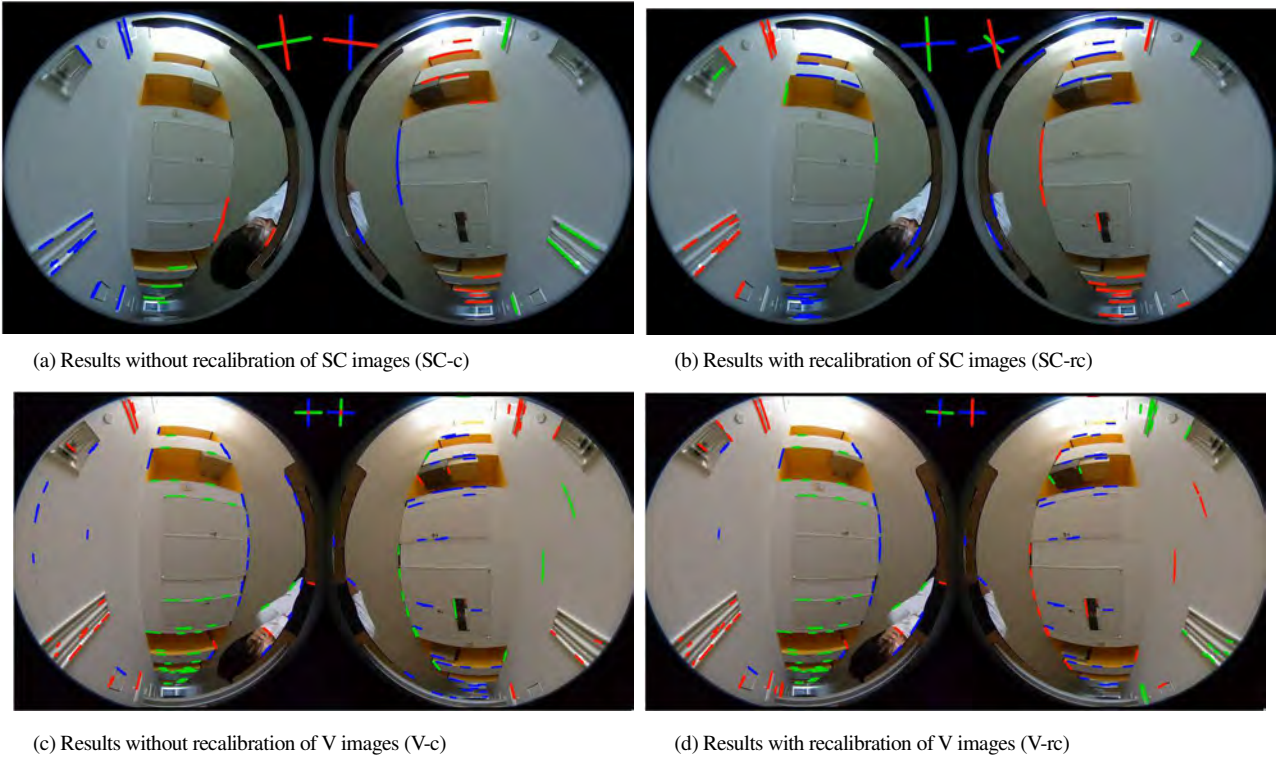 (a) Results without recalibration of SC images (SC-c)
(b) Results with recalibration of SC images (SC-rc)
(c) Results without recalibration of V images (V-c)
(d) Results with recalibration of V images (V-rc)